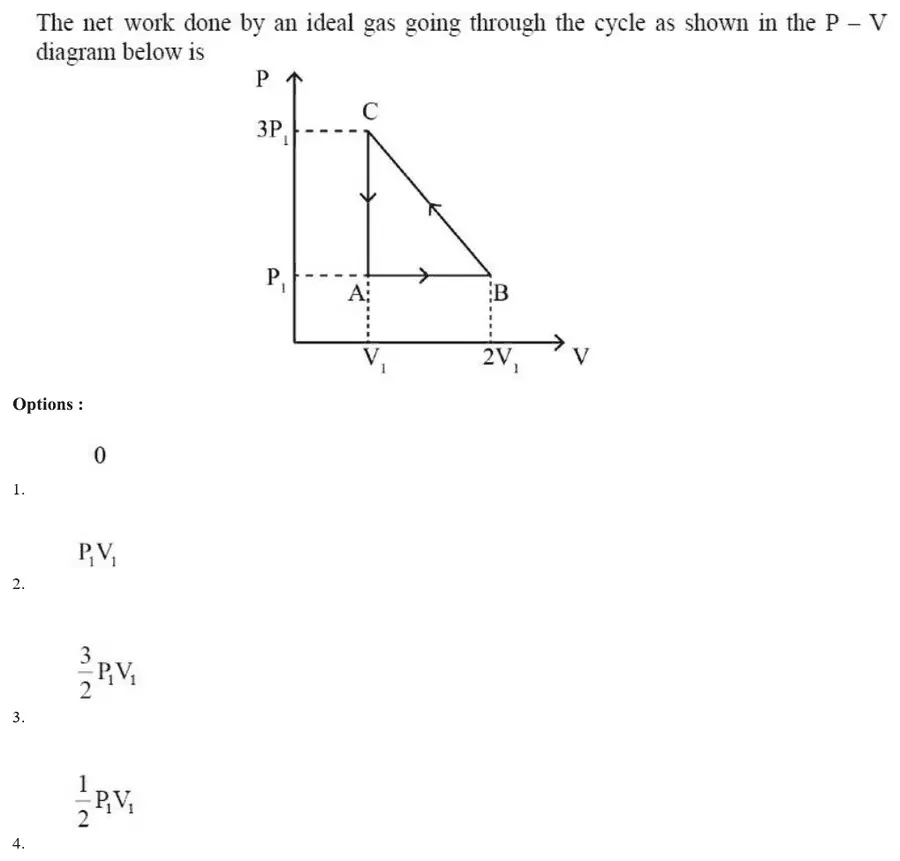 The net work done by an ideal gas going through the cycle as shown in the P – V
diagram below is
P
C
3P₁
P₁
A
B
V₁
2V₁
V
Options :
0
1.
P₁V₁
2.
3/2 P₁V₁
3.
1/2 P₁V₁
4.